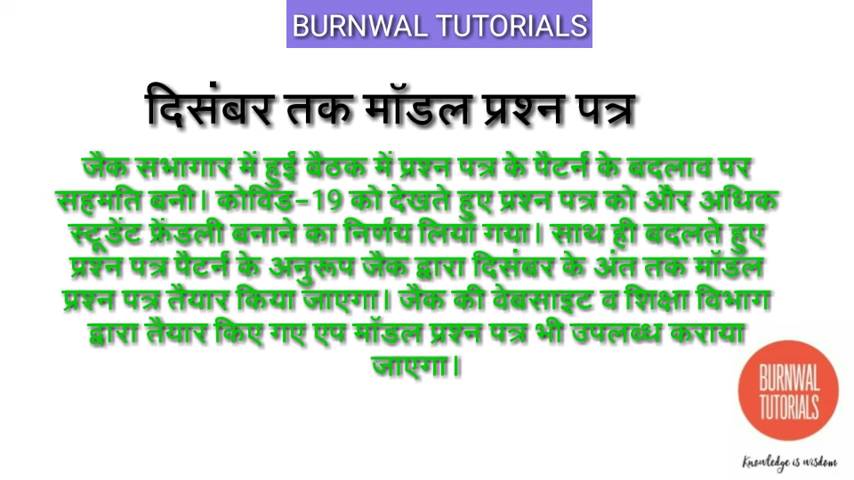 BURNWAL TUTORIALS
दिसंबर तक मॉडल प्रश्न पत्र
जैक सभागार में हुई बैठक में प्रश्न पत्र के पैटर्न के बदलाव पर
सहमति बनी। कोविड-19 को देखते हुए प्रश्न पत्र को और अधिक
स्टूडेंट फ्रेंडली बनाने का निर्णय लिया गया। साथ ही बदलते हुए
प्रश्न पत्र पैटर्न के अनुरूप जैक द्वारा दिसंबर के अंत तक मॉडल
प्रश्न पत्र तैयार किया जाएगा। जैक की वेबसाइट व शिक्षा विभाग
द्वारा तैयार किए गए एप मॉडल प्रश्न पत्र भी उपलब्ध कराया
जाएगा।
BURNWAL
TUTORIALS
Knowledge is wisdom